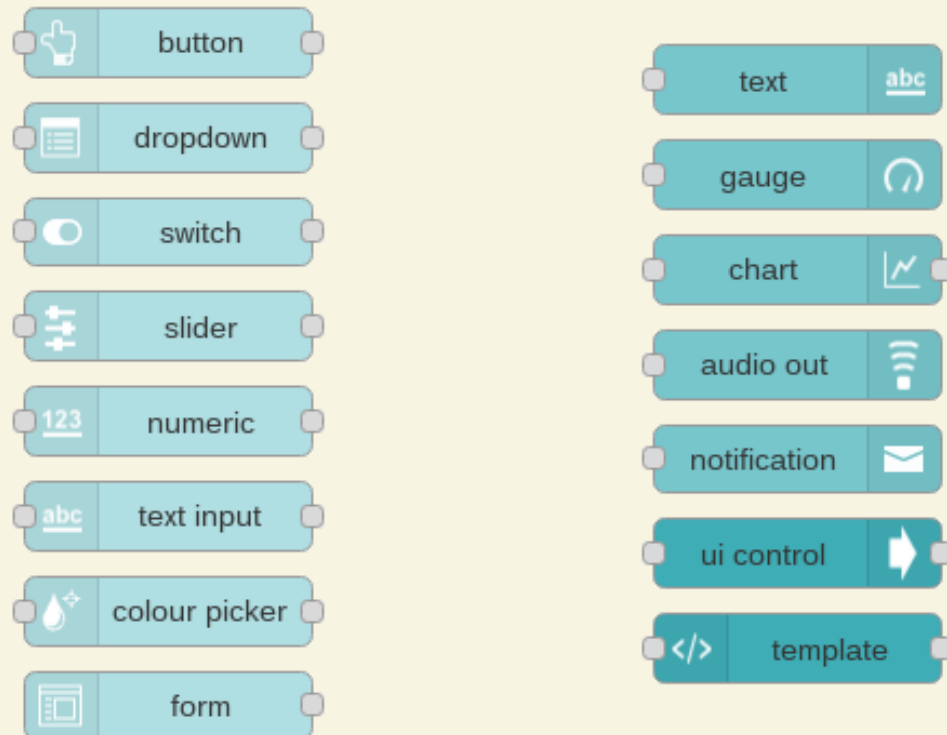 button
dropdown
switch
slider
123 numeric
abc text input
colour picker
form
text abc
gauge
chart
audio out
notification
ui control
</> template